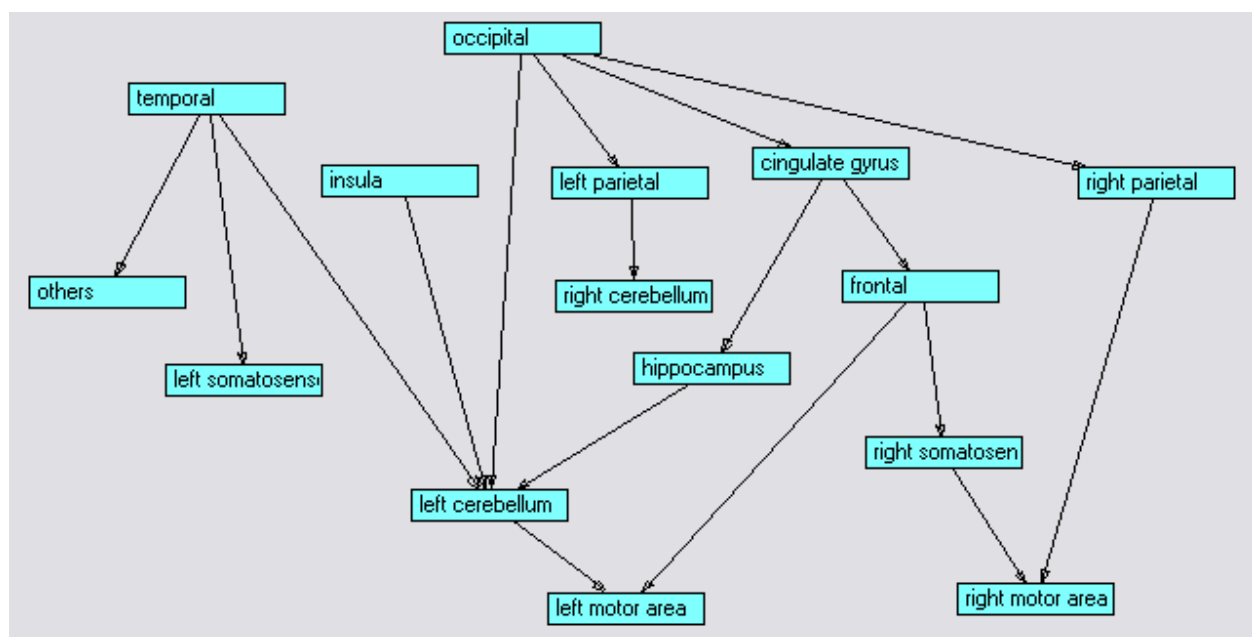 occipital
temporal
cingulate gyrus
insula
left parietal
right parietal
others
right cerebellum
frontal
left somatosens
hippocampus
right somatosen
left cerebellum
left motor area
right motor area